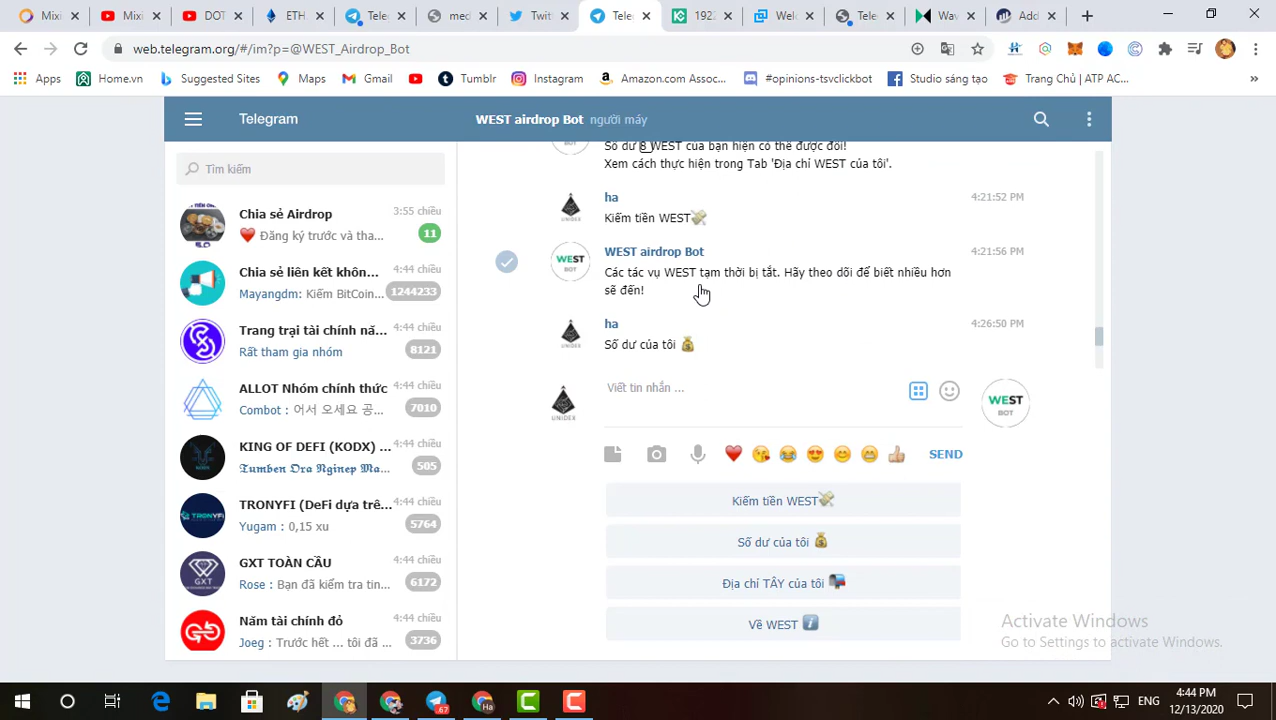 Mixi
Mixi
DOT
ETH
Tele
med
Twitt
Tele
192
Wel
Tele
Wav
Add
web.telegram.org/#/im?p=@WEST_Airdrop_Bot
Apps
Home.vn
Suggested Sites
Maps
Gmail
Tumblr
Instagram
Amazon.com Assoc...
#opinions-tsvclickbot
Studio sáng tạo
Trang Chủ | ATP AC...
»
Telegram
WEST airdrop Bot người máy
Tìm kiếm
Chia sẻ Airdrop
3:55 chiều
❤️ Đăng ký trước và tha...
11
Chia sẻ liên kết khôn...
4:44 chiều
Mayangdm: Kiếm BitCoin...
1244233
Trang trại tài chính nă...
4:44 chiều
Rất tham gia nhóm
8121
ALLOT Nhóm chính thức
4:44 chiều
Combot : 어서 오세요 공...
7010
KING OF DEFI (KODX) ...
4:44 chiều
𝕿𝖚𝖒𝖇𝖊𝖓 𝕺𝖗𝖆 𝕹𝖌𝖎𝖓𝖊𝖕 𝕸𝖆...
505
TRONYFI (DeFi dựa trê...
4:44 chiều
Yugam : 0,15 xu
5764
GXT TOÀN CẦU
4:44 chiều
Rose : Bạn đã kiểm tra tin...
6172
Năm tài chính đỏ
4:44 chiều
Joeg : Trước hết ... tôi đã ...
3736
Số dư 8 WEST của bạn hiện có thể được đổi!
Xem cách thực hiện trong Tab 'Địa chỉ WEST của tôi'.
ha
4:21:52 PM
Kiếm tiền WEST💸
WEST airdrop Bot
4:21:56 PM
Các tác vụ WEST tạm thời bị tắt. Hãy theo dõi để biết nhiều hơn
sẽ đến!
ha
4:26:50 PM
Số dư của tôi 💰
Viết tin nhắn ...
WEST
BOT
SEND
Kiếm tiền WEST💸
Số dư của tôi 💰
Địa chỉ TÂY của tôi 📬
Về WEST ℹ️
Activate Windows
Go to Settings to activate Windows.
67
ENG
4:44 PM
12/13/2020